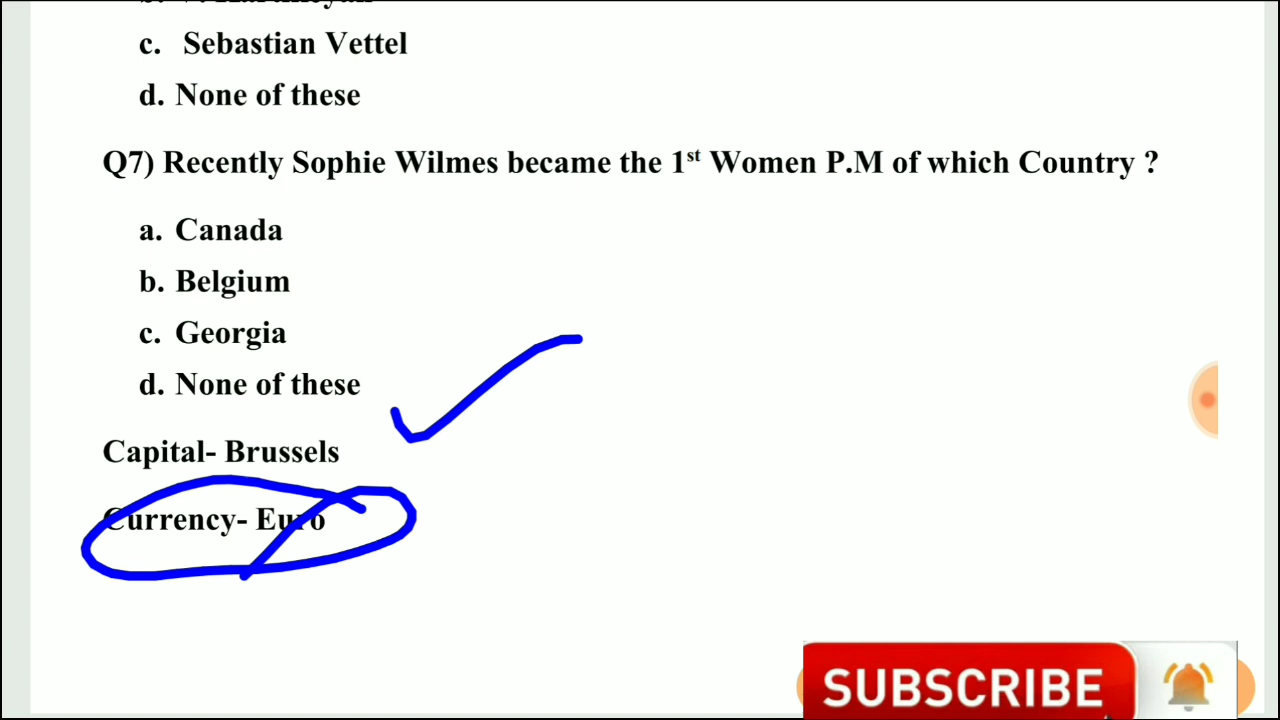 c. Sebastian Vettel
d. None of these
Q7) Recently Sophie Wilmes became the 1st Women P.M of which Country ?
a. Canada
b. Belgium
c. Georgia
d. None of these
Capital- Brussels
Currency- Euro
SUBSCRIBE